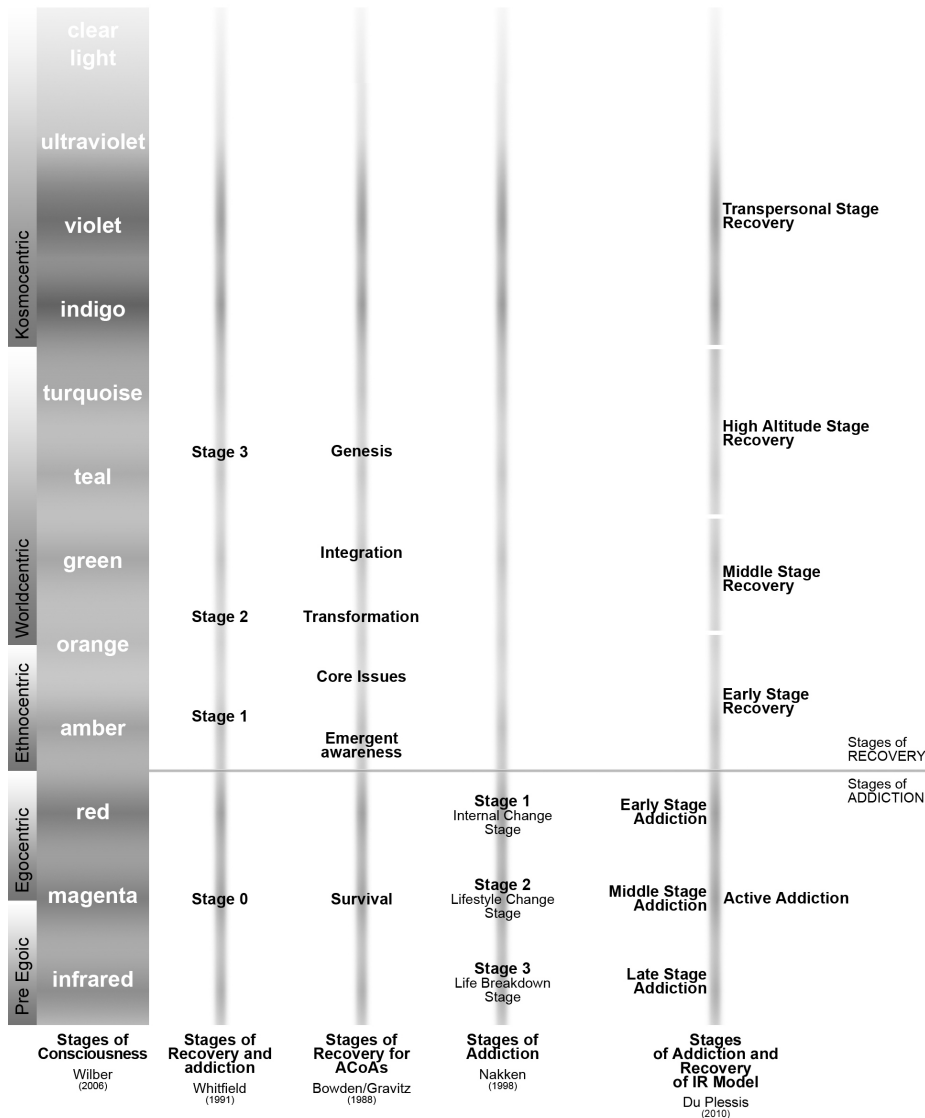 clear
light
ultraviolet
violet
indigo
turquoise
teal
green
orange
amber
red
magenta
infrared
Kosmocentric
Worldcentric
Ethnocentric
Egocentric
Pre Egoic
Stage 3
Stage 2
Stage 1
Stage 0
Genesis
Integration
Transformation
Core Issues
Emergent
awareness
Survival
Stage 1
Internal Change
Stage
Stage 2
Lifestyle Change
Stage
Stage 3
Life Breakdown
Stage
Transpersonal Stage
Recovery
High Altitude Stage
Recovery
Middle Stage
Recovery
Early Stage
Recovery
Stages of
RECOVERY
Stages of
ADDICTION
Early Stage
Addiction
Middle Stage
Addiction
Active Addiction
Late Stage
Addiction
Stages of
Consciousness
Wilber
(2006)
Stages of
Recovery and
addiction
Whitfield
(1991)
Stages of
Recovery for
ACoAs
Bowden/Gravitz
(1988)
Stages of
Addiction
Nakken
(1998)
Stages
of Addiction and
Recovery
of IR Model
Du Plessis
(2010)